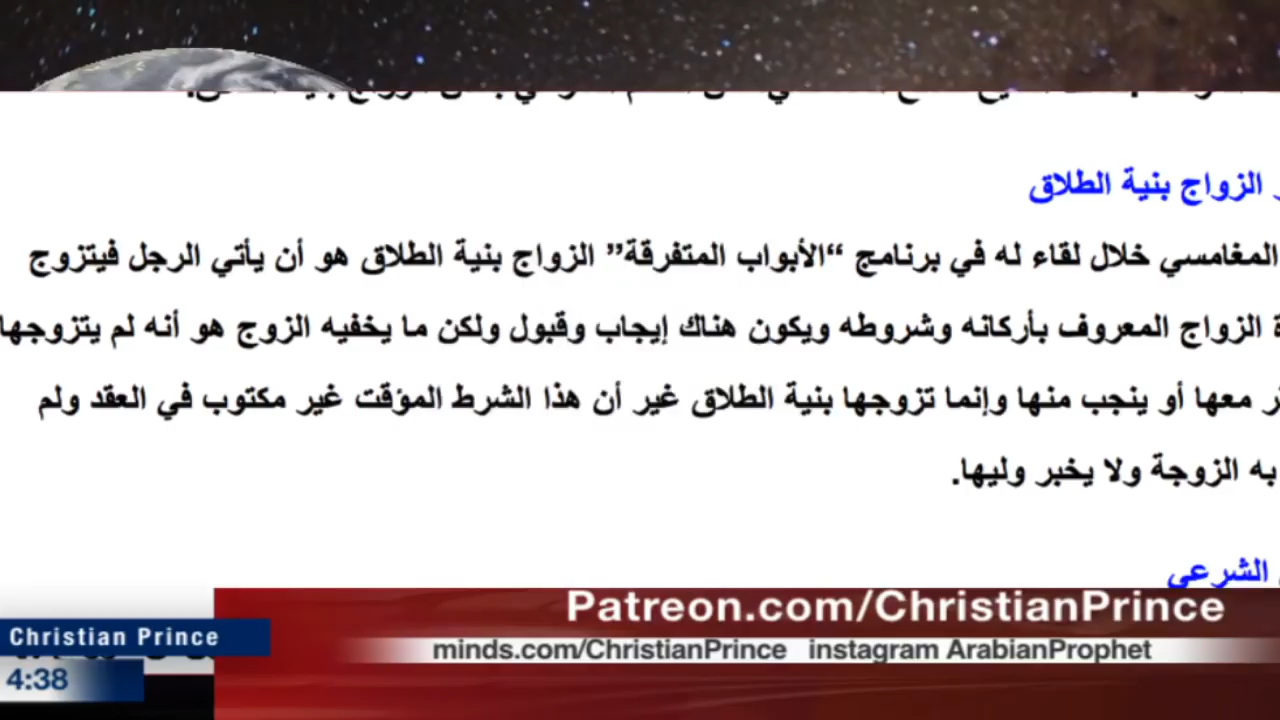 الزواج بنية الطلاق
المغامسي خلال لقاء له في برنامج “الأبواب المتفرقة” الزواج بنية الطلاق هو أن يأتي الرجل فيتزوج
الزواج المعروف بأركانه وشروطه ويكون هناك إيجاب وقبول ولكن ما يخفيه الزوج هو أنه لم يتزوجها
معها أو ينجب منها وإنما تزوجها بنية الطلاق غير أن هذا الشرط المؤقت غير مكتوب في العقد ولم
به الزوجة ولا يخبر وليها.
الشرعي
Patreon.com/ChristianPrince
Christian Prince
minds.com/ChristianPrince instagram ArabianProphet
4:38